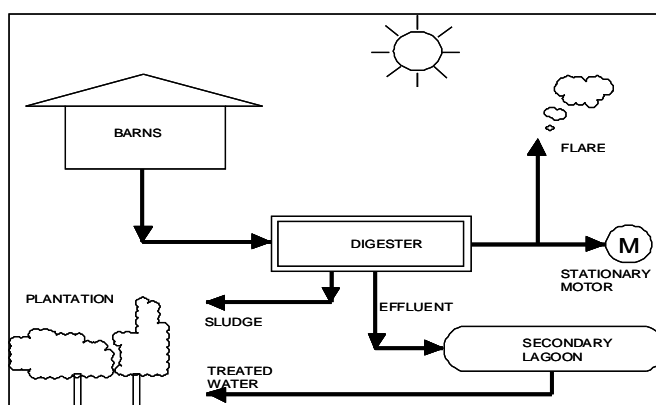 BARNS
FLARE
DIGESTER
M
STATIONARY
MOTOR
PLANTATION
SLUDGE
EFFLUENT
SECONDARY
LAGOON
TREATED
WATER